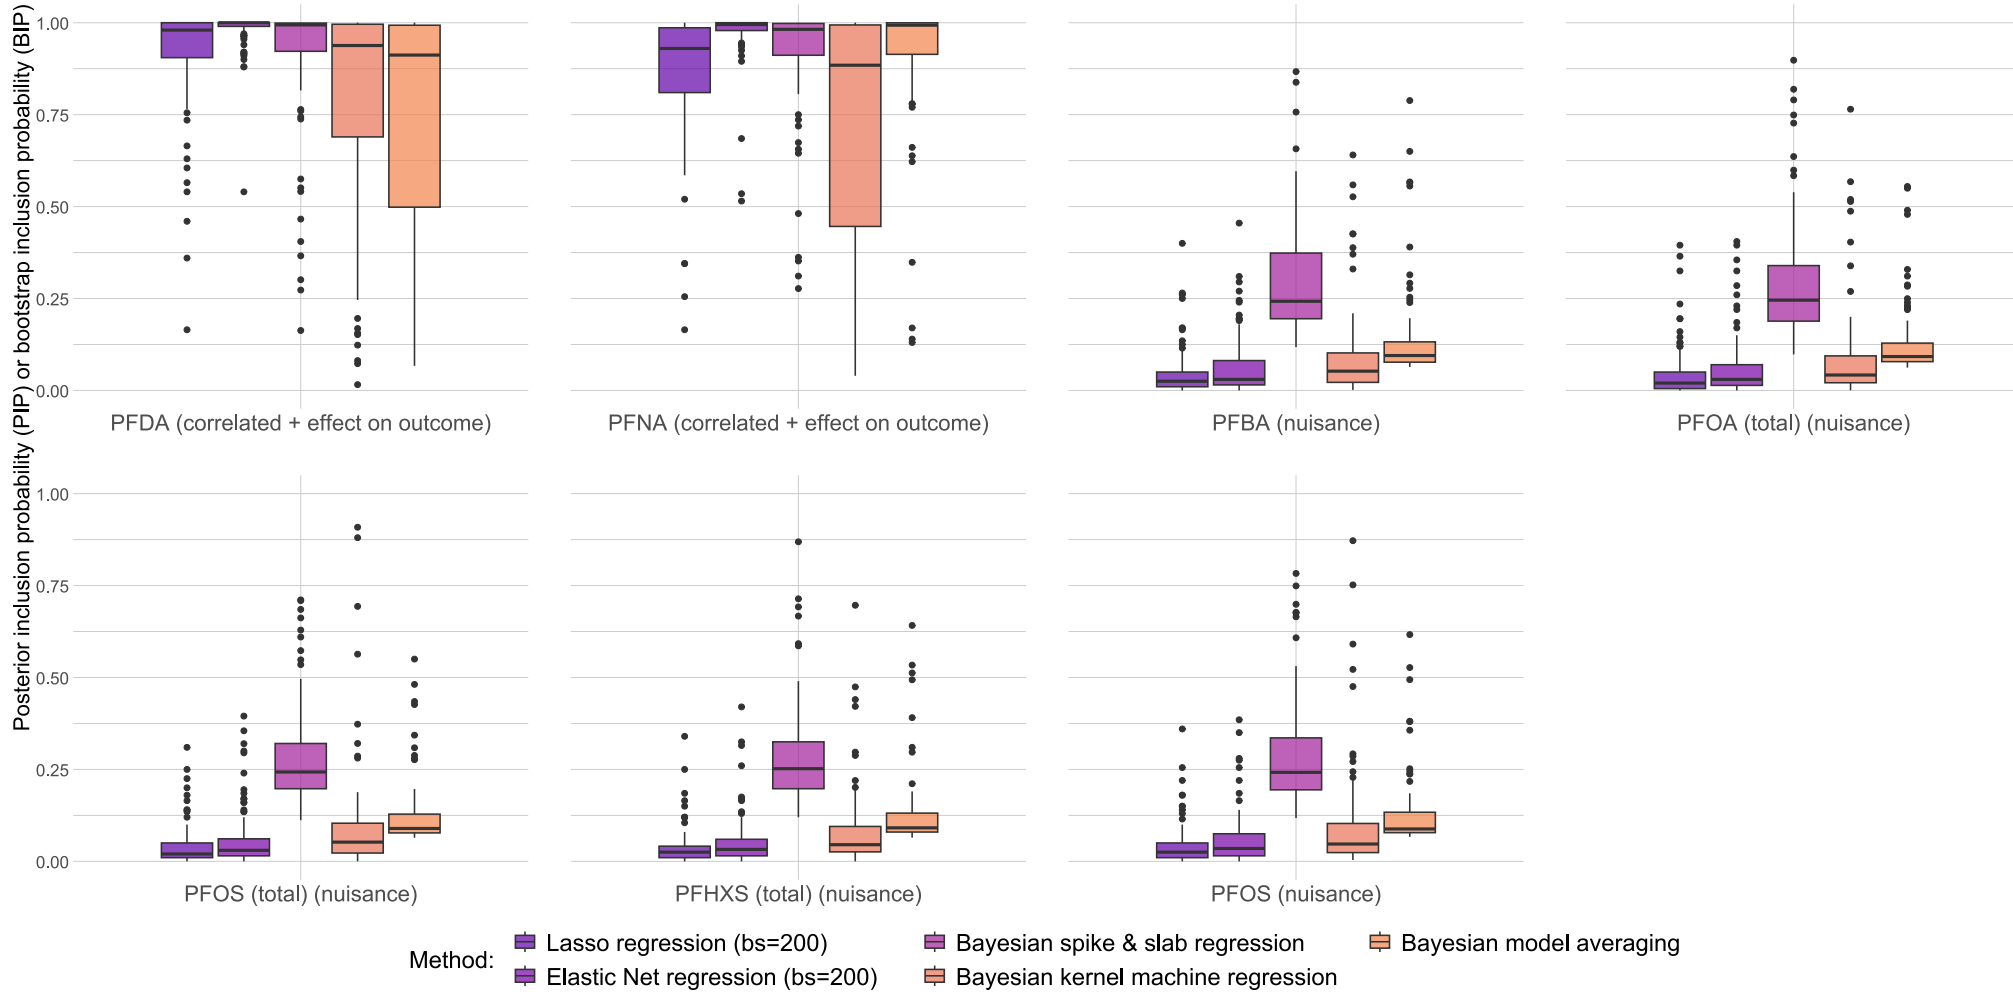 Posterior inclusion probability (PIP) or bootstrap inclusion probability (BIP)
1.00
0.75
0.50
0.25
0.00
PFDA (correlated + effect on outcome)
PFNA (correlated + effect on outcome)
PFBA (nuisance)
PFOA (total) (nuisance)
1.00
0.75
0.50
0.25
0.00
PFOS (total) (nuisance)
PFHXS (total) (nuisance)
PFOS (nuisance)
Method:
Lasso regression (bs=200)
Elastic Net regression (bs=200)
Bayesian spike & slab regression
Bayesian kernel machine regression
Bayesian model averaging